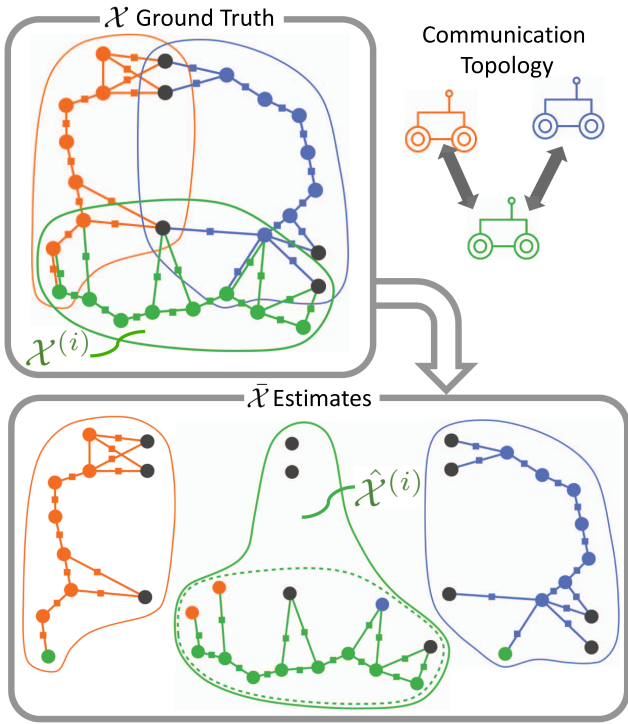 𝒳 Ground Truth
Communication
Topology
𝒳⁽ⁱ⁾
𝒳̄ Estimates
𝒳̂⁽ⁱ⁾